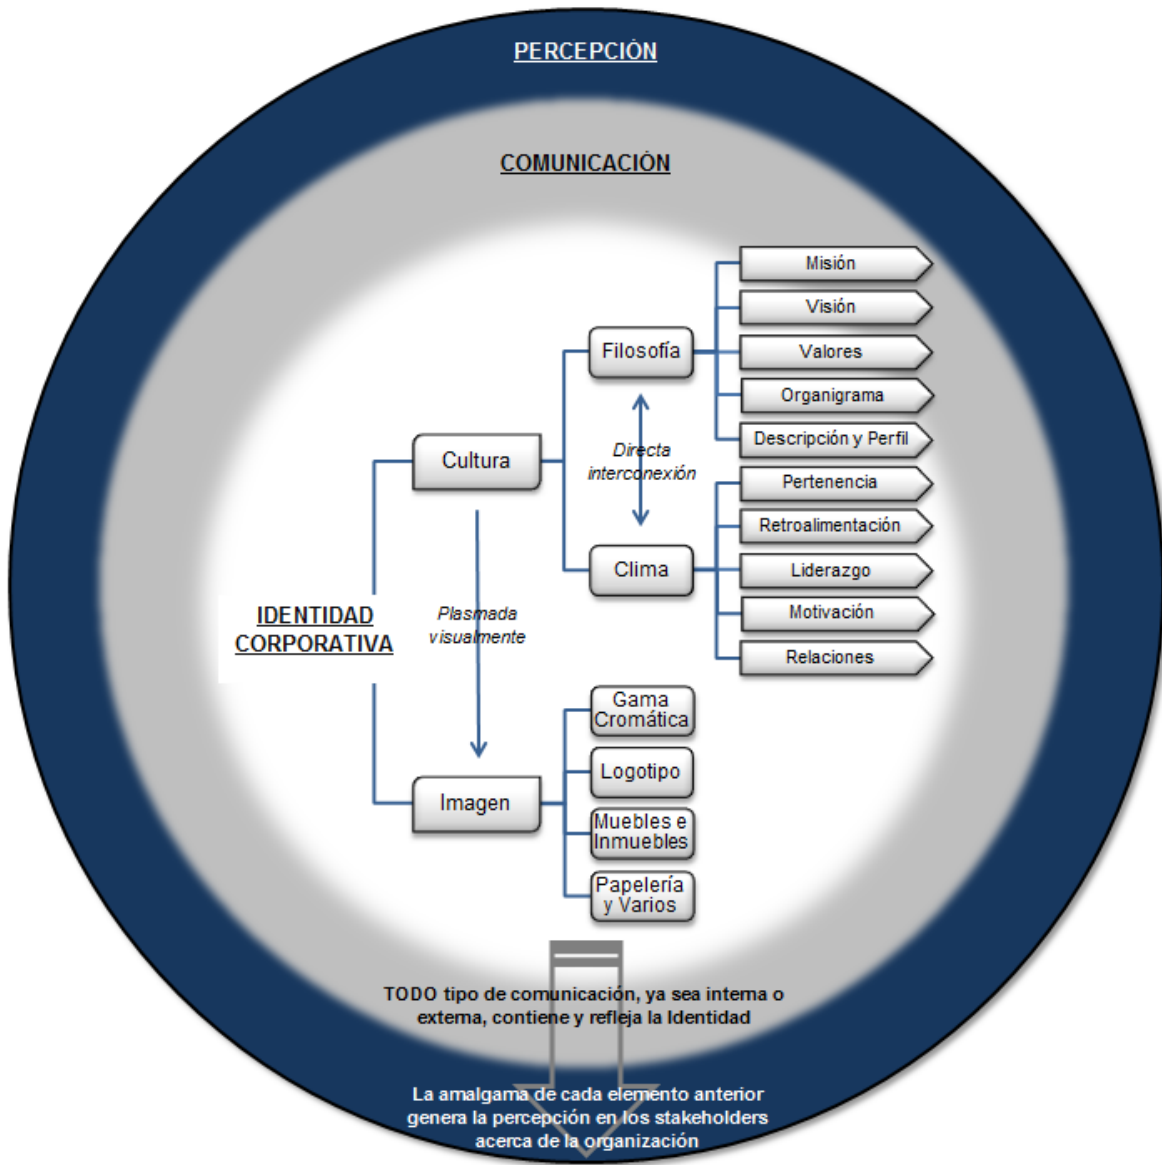 PERCEPCIÓN
COMUNICACIÓN
Misión
Visión
Filosofía
Valores
Organigrama
Descripción y Perfil
Cultura
Directa
interconexión
Pertenencia
Retroalimentación
Clima
Liderazgo
Motivación
Relaciones
IDENTIDAD
CORPORATIVA
Plasmada
visualmente
Gama
Cromática
Logotipo
Imagen
Muebles e
Inmuebles
Papelería
y Varios
TODO tipo de comunicación, ya sea interna o
externa, contiene y refleja la Identidad
La amalgama de cada elemento anterior
genera la percepción en los stakeholders
acerca de la organización